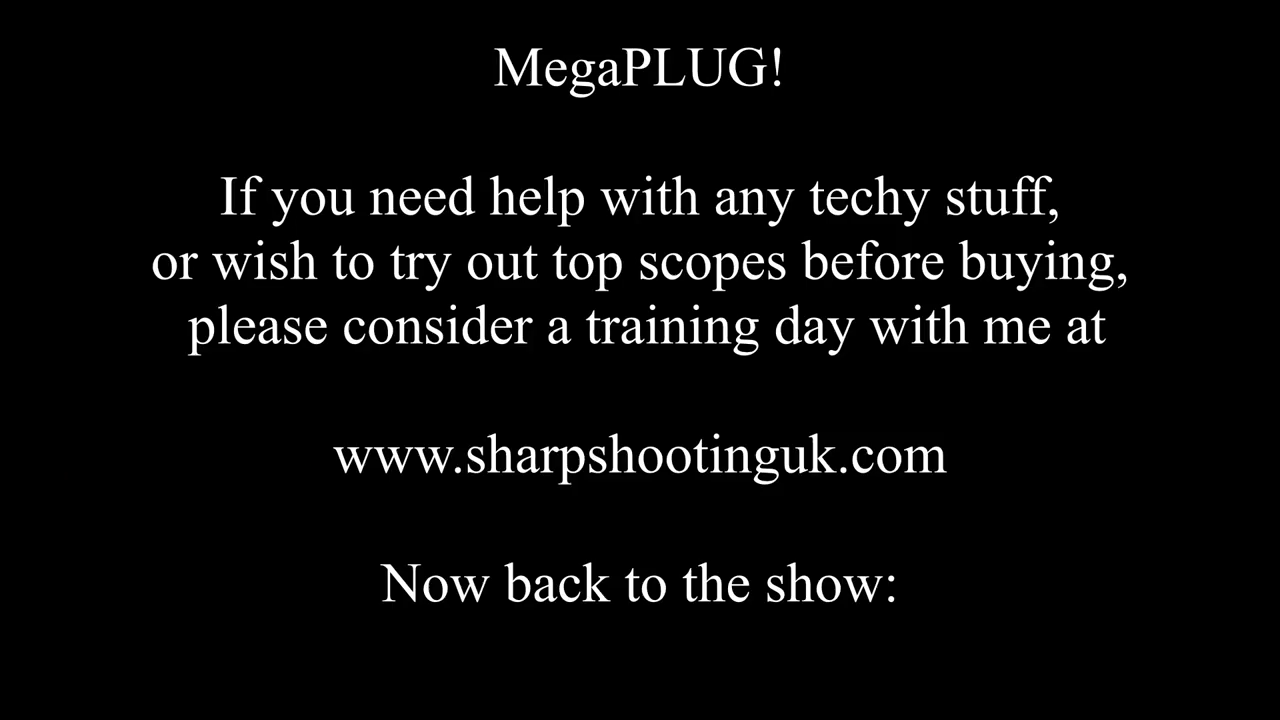 MegaPLUG!
If you need help with any techy stuff,
or wish to try out top scopes before buying,
please consider a training day with me at
www.sharpshootinguk.com
Now back to the show: